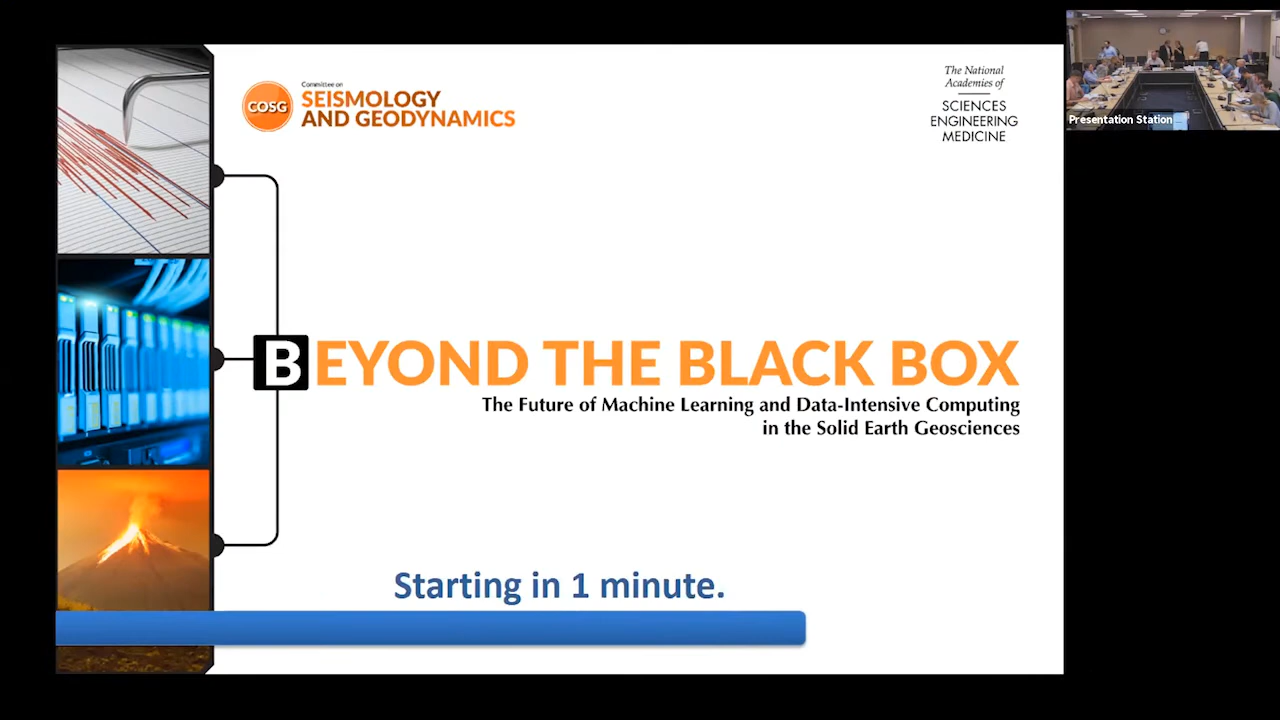 COSG
Committee on
SEISMOLOGY
AND GEODYNAMICS
The National
Academies of
SCIENCES
ENGINEERING
MEDICINE
Presentation Station
BEYOND THE BLACK BOX
The Future of Machine Learning and Data-Intensive Computing
in the Solid Earth Geosciences
Starting in 1 minute.